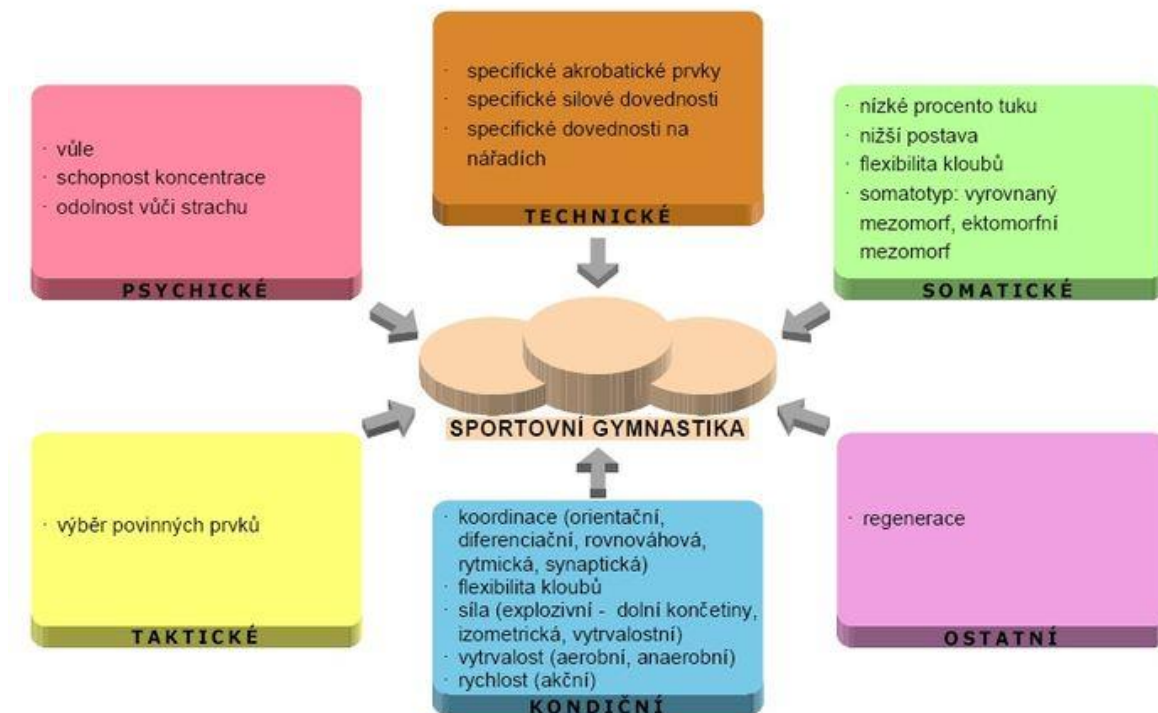 · specifické akrobatické prvky
· specifické silové dovednosti
· specifické dovednosti na
nářadích
TECHNICKÉ
· vůle
· schopnost koncentrace
· odolnost vůči strachu
PSYCHICKÉ
· nízké procento tuku
· nižší postava
· flexibilita kloubů
· somatotyp: vyrovnaný
mezomorf, ektomorfní
mezomorf
SOMATICKÉ
SPORTOVNÍ GYMNASTIKA
· výběr povinných prvků
TAKTICKÉ
· koordinace (orientační,
diferenciační, rovnováhová,
rytmická, synaptická)
· flexibilita kloubů
· síla (explozivní - dolní končetiny,
izometrická, vytrvalostní)
· vytrvalost (aerobní, anaerobní)
· rychlost (akční)
KONDIČNÍ
· regenerace
OSTATNÍ